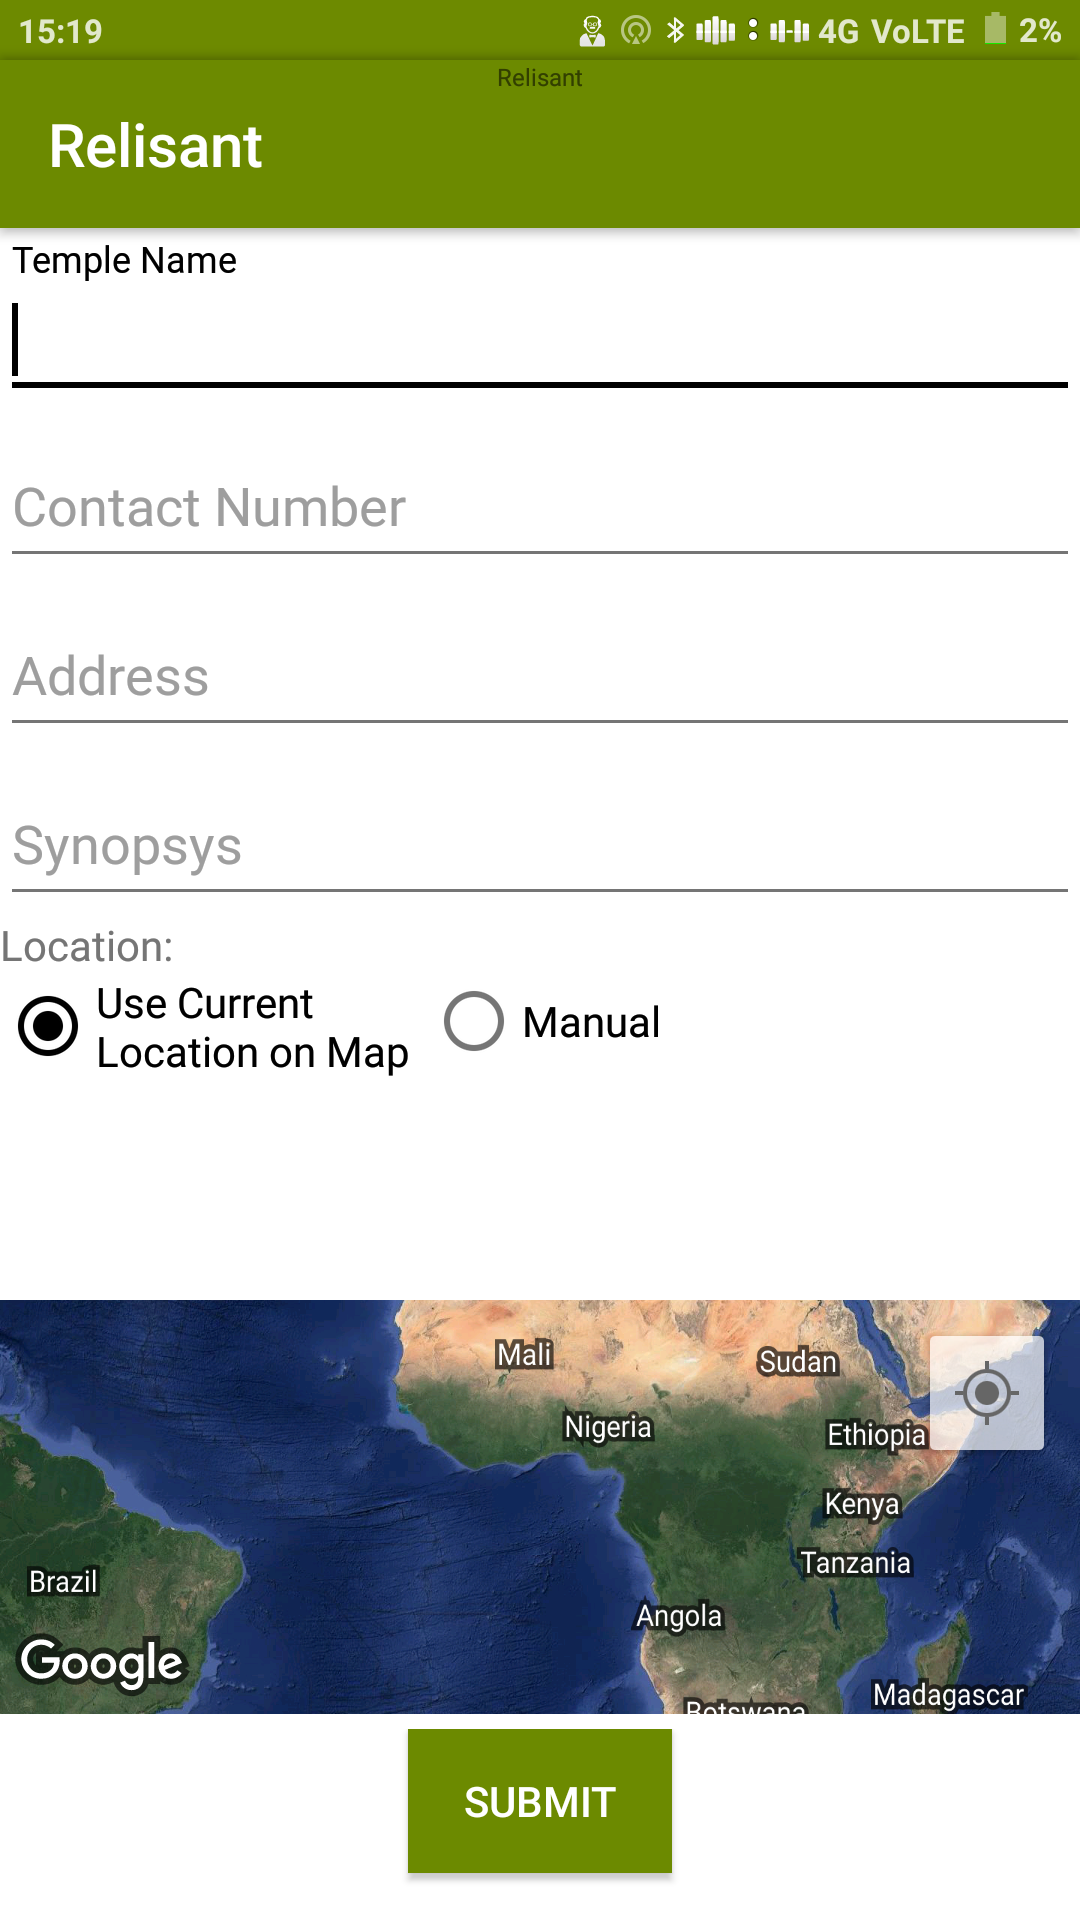 15:19 4G VoLTE 2%
Relisant
Relisant
Temple Name
Contact Number
Address
Synopsys
Location:
Use Current
Location on Map
Manual
Mali
Sudan
Nigeria
Ethiopia
Kenya
Tanzania
Brazil
Angola
Google
Madagascar
Botswana
SUBMIT